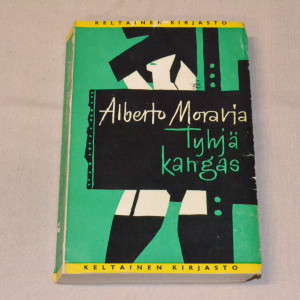 KELTAINEN KIRJASTO
Alberto Moravia
Tyhjä
kangas
KELTAINEN KIRJASTO